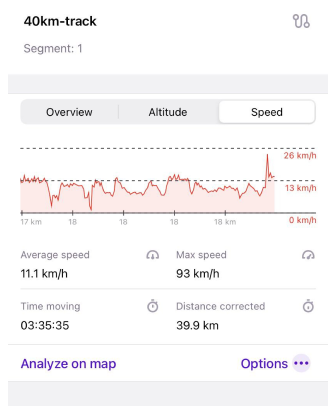 40km-track
Segment: 1
Overview Altitude Speed
26 km/h
13 km/h
0 km/h
17 km 18 18 18 18 km
Average speed Max speed
11.1 km/h 93 km/h
Time moving Distance corrected
03:35:35 39.9 km
Analyze on map Options